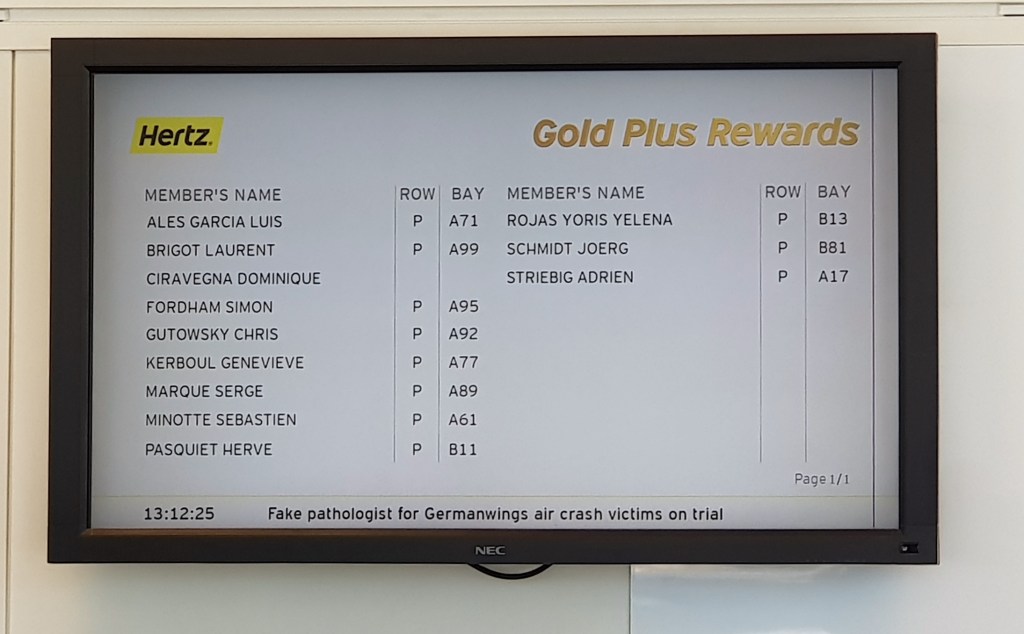 Hertz.
Gold Plus Rewards
MEMBER'S NAME ROW BAY
ALES GARCIA LUIS P A71
BRIGOT LAURENT P A99
CIRAVEGNA DOMINIQUE
FORDHAM SIMON P A95
GUTOWSKY CHRIS P A92
KERBOUL GENEVIEVE P A77
MARQUE SERGE P A89
MINOTTE SEBASTIEN P A61
PASQUIET HERVE P B11
MEMBER'S NAME ROW BAY
ROJAS YORIS YELENA P B13
SCHMIDT JOERG P B81
STRIEBIG ADRIEN P A17
Page 1/1
13:12:25 Fake pathologist for Germanwings air crash victims on trial
NEC